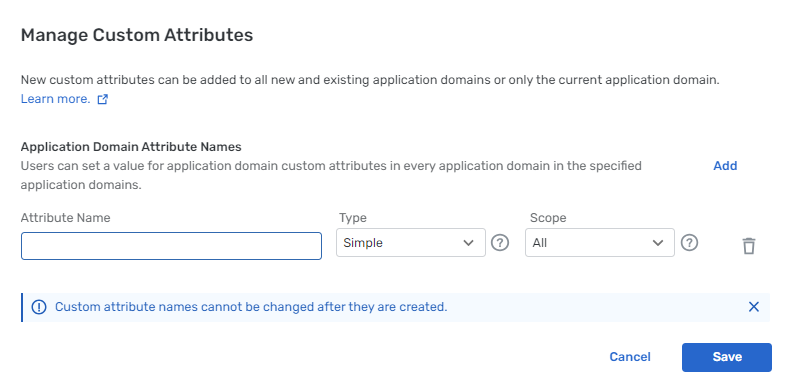 Manage Custom Attributes
New custom attributes can be added to all new and existing application domains or only the current application domain.
Learn more.
Application Domain Attribute Names
Users can set a value for application domain custom attributes in every application domain in the specified
application domains.
Add
Attribute Name
Type
Scope
Simple
?
All
?
Custom attribute names cannot be changed after they are created.
Cancel
Save